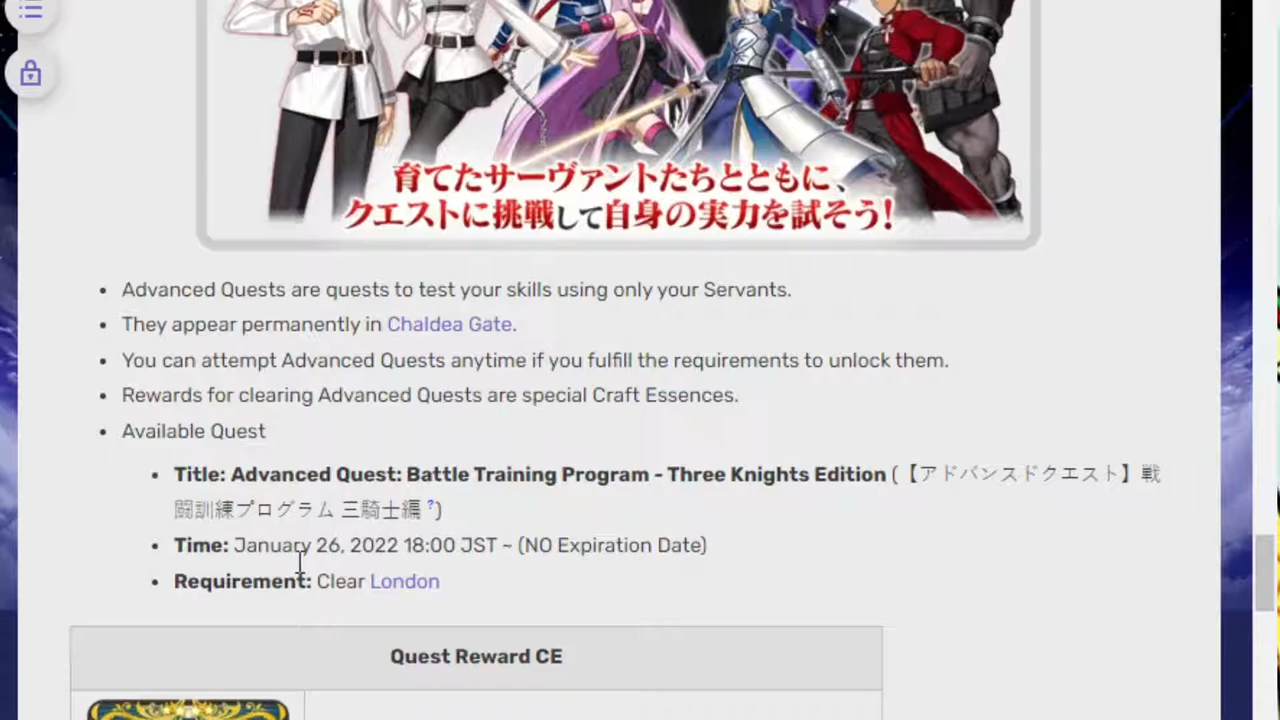 育てたサーヴァントたちとともに、
クエストに挑戦して自身の実力を試そう!
Advanced Quests are quests to test your skills using only your Servants.
They appear permanently in Chaldea Gate.
You can attempt Advanced Quests anytime if you fulfill the requirements to unlock them.
Rewards for clearing Advanced Quests are special Craft Essences.
Available Quest
Title: Advanced Quest: Battle Training Program - Three Knights Edition (【アドバンスドクエスト】戦
闘訓練プログラム 三騎士編 ?)
Time: January 26, 2022 18:00 JST ~ (NO Expiration Date)
Requirement: Clear London
Quest Reward CE